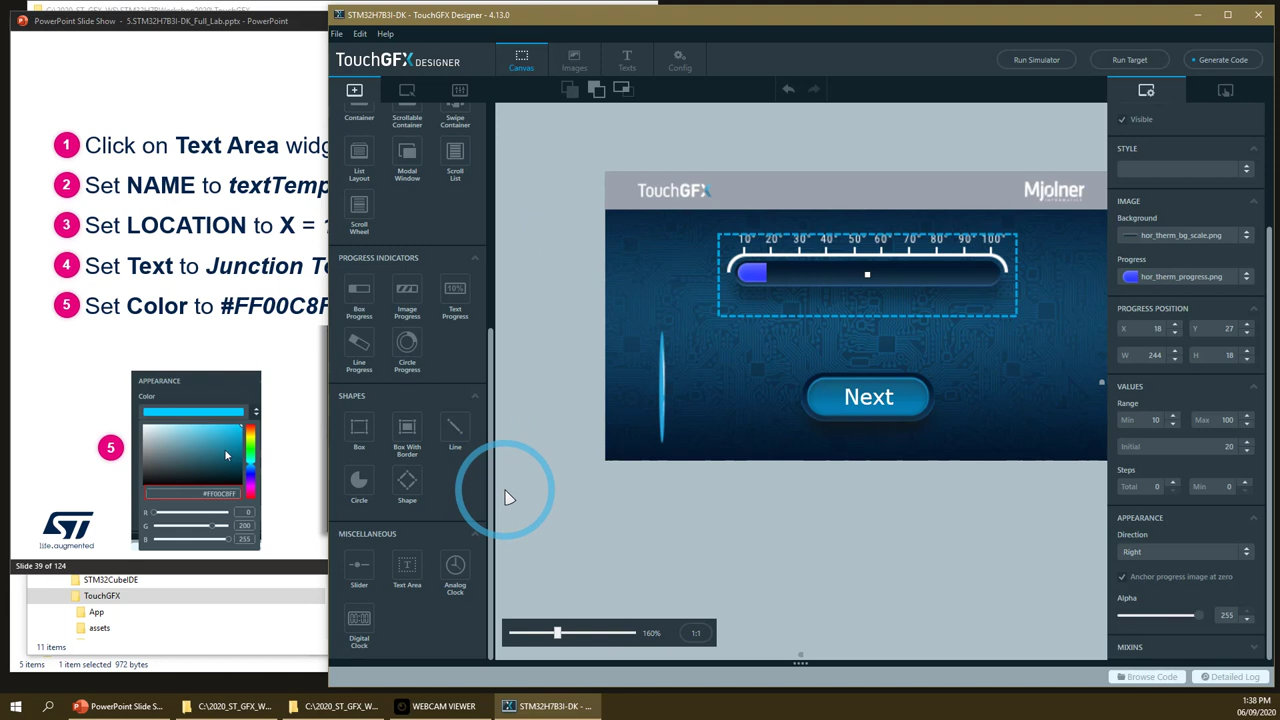 PowerPoint Slide Show - 5.STM32H7B3I-DK_Full_Lab.pptx - PowerPoint
1 Click on Text Area widg
2 Set NAME to textTemp
3 Set LOCATION to X =
4 Set Text to Junction Te
5 Set Color to #FF00C8F
APPEARANCE
Color
5
#FF00C8FF
R 0
G 200
B 255
ST
life.augmented
Slide 39 of 124
STM32CubeIDE
TouchGFX
App
assets
11 items
5 items 1 item selected 972 bytes
STM32H7B3I-DK - TouchGFX Designer - 4.13.0
File Edit Help
TouchGFX DESIGNER
Canvas Images Texts Config
Run Simulator Run Target Generate Code
Container Scrollable Container Swipe Container
List Layout Modal Window Scroll List
Scroll Wheel
PROGRESS INDICATORS
Box Progress Image Progress Text Progress
10%
Line Progress Circle Progress
SHAPES
Box Box With Border Line
Circle Shape
MISCELLANEOUS
Slider Text Area Analog Clock
00:00
Digital Clock
TouchGFX
Mjølner
INFORMATICS
10° 20° 30° 40° 50° 60° 70° 80° 90° 100°
Next
160% 1:1
Visible
STYLE
IMAGE
Background
hor_therm_bg_scale.png
Progress
hor_therm_progress.png
PROGRESS POSITION
X 18 Y 27
W 244 H 18
VALUES
Range
Min 10 Max 100
Initial 20
Steps
Total 0 Min 0
APPEARANCE
Direction
Right
Anchor progress image at zero
Alpha
255
MIXINS
Browse Code Detailed Log
PowerPoint Slide S... C:\2020_ST_GFX_W... C:\2020_ST_GFX_W... WEBCAM VIEWER STM32H7B3I-DK - ...
1:38 PM
06/09/2020